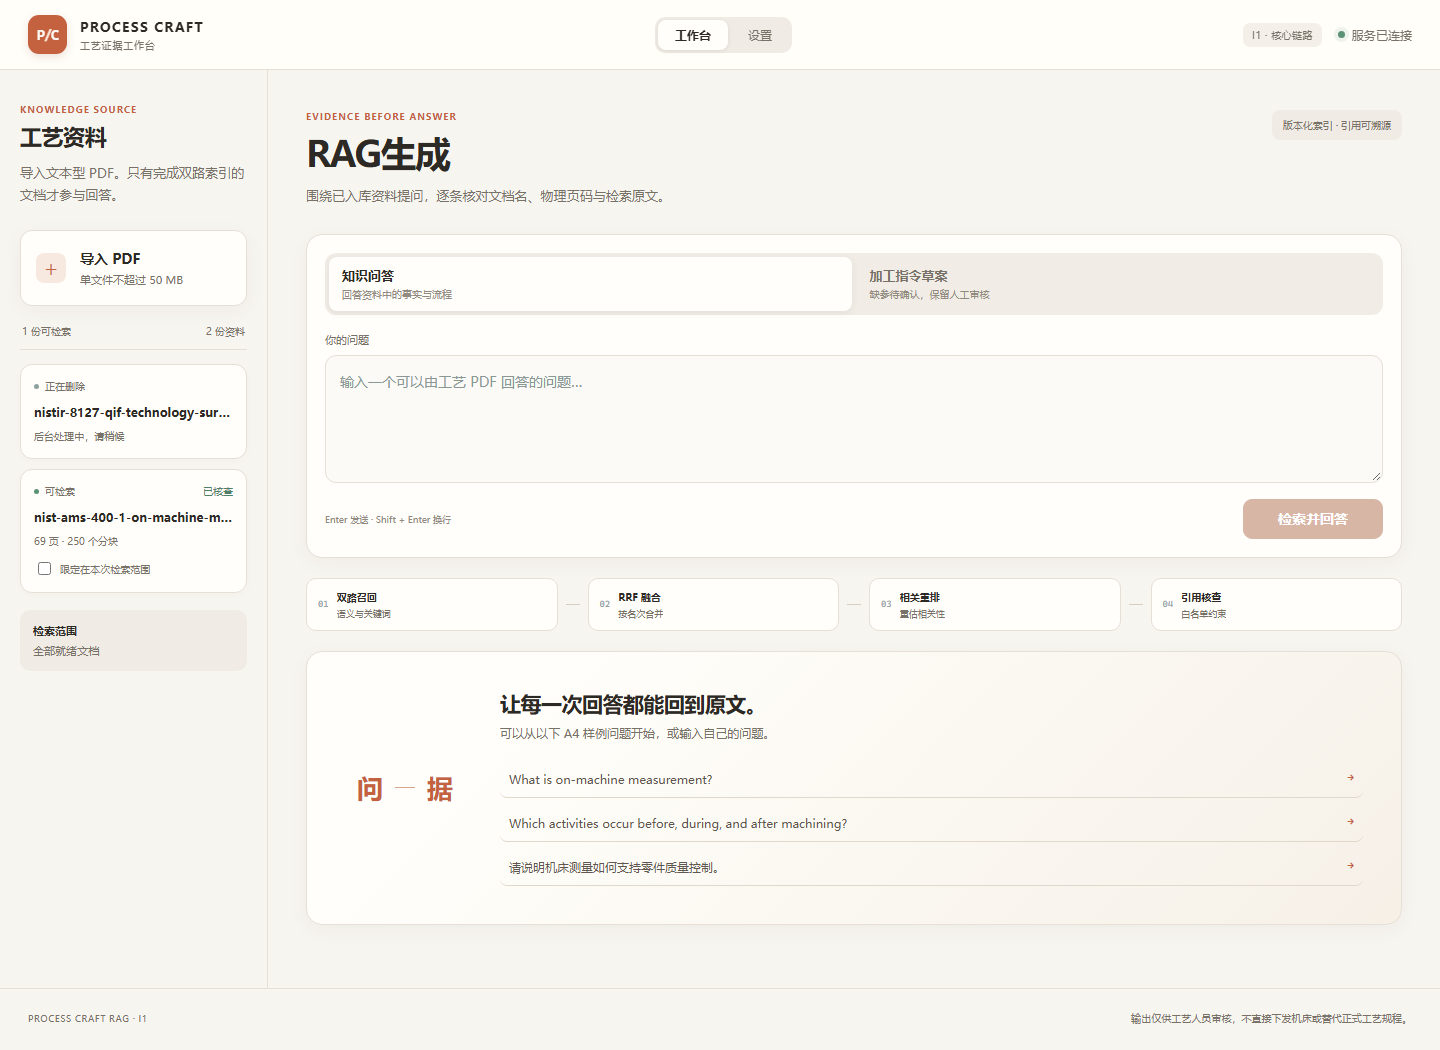 P/C
PROCESS CRAFT
工艺证据工作台
工作台
设置
I1 · 核心链路
服务已连接
KNOWLEDGE SOURCE
工艺资料
导入文本型 PDF。只有完成双路索引的
文档才参与回答。
+
导入 PDF
单文件不超过 50 MB
1 份可检索
2 份资料
正在删除
nistir-8127-qif-technology-sur...
后台处理中，请稍候
可检索
已核查
nist-ams-400-1-on-machine-m...
69 页 · 250 个分块
限定在本次检索范围
检索范围
全部就绪文档
EVIDENCE BEFORE ANSWER
RAG生成
围绕已入库资料提问，逐条核对文档名、物理页码与检索原文。
版本化索引 · 引用可溯源
知识问答
回答资料中的事实与流程
加工指令草案
缺参待确认，保留人工审核
你的问题
输入一个可以由工艺 PDF 回答的问题...
Enter 发送 · Shift + Enter 换行
检索并回答
01
双路召回
语义与关键词
02
RRF 融合
按名次合并
03
相关重排
重估相关性
04
引用核查
白名单约束
问 — 据
让每一次回答都能回到原文。
可以从以下 A4 样例问题开始，或输入自己的问题。
What is on-machine measurement? →
Which activities occur before, during, and after machining? →
请说明机床测量如何支持零件质量控制。 →
PROCESS CRAFT RAG · I1
输出仅供工艺人员审核，不直接下发机床或替代正式工艺规程。